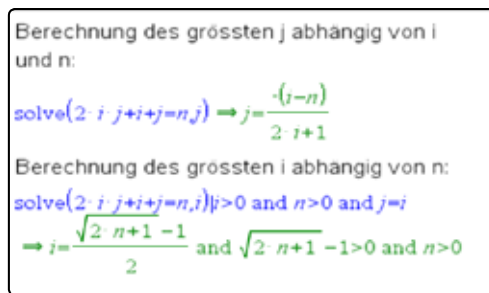 Berechnung des grössten j abhängig von i
und n:
solve(2·i·j+i+j=n,j) ⇒ j=-(i-n)/(2·i+1)
Berechnung des grössten i abhängig von n:
solve(2·i·j+i+j=n,i)|i>0 and n>0 and j=i
⇒ i=(√(2·n+1)-1)/2 and √(2·n+1)-1>0 and n>0